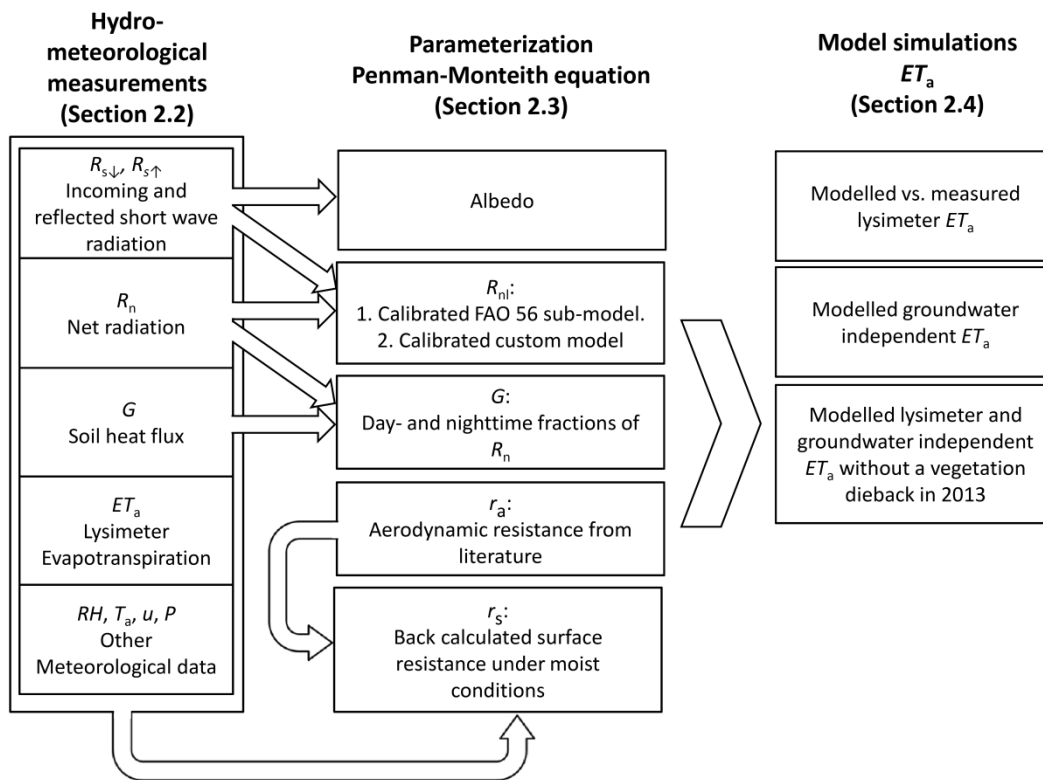 Hydro-
meteorological
measurements
(Section 2.2)
Rs↓, Rs↑
Incoming and
reflected short wave
radiation
Rn
Net radiation
G
Soil heat flux
ETa
Lysimeter
Evapotranspiration
RH, Ta, u, P
Other
Meteorological data
Parameterization
Penman-Monteith equation
(Section 2.3)
Albedo
Rnl:
1. Calibrated FAO 56 sub-model.
2. Calibrated custom model
G:
Day- and nighttime fractions of
Rn
ra:
Aerodynamic resistance from
literature
rs:
Back calculated surface
resistance under moist
conditions
Model simulations
ETa
(Section 2.4)
Modelled vs. measured
lysimeter ETa
Modelled groundwater
independent ETa
Modelled lysimeter and
groundwater independent
ETa without a vegetation
dieback in 2013